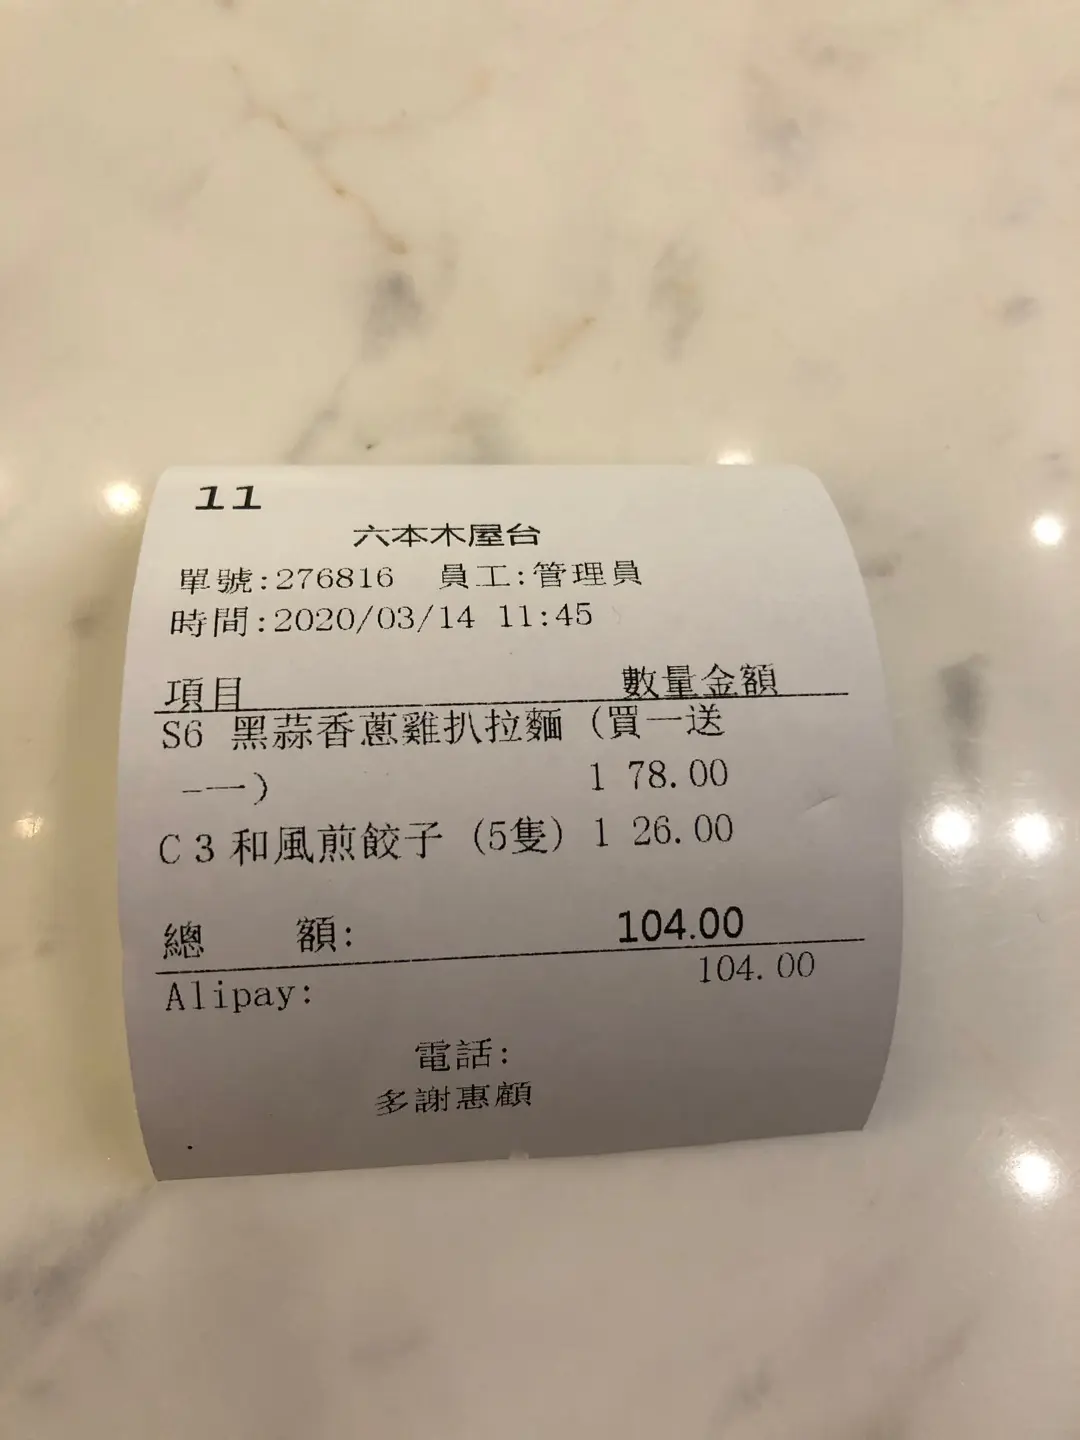 11
六本木屋台
單號:276816 員工:管理員
時間:2020/03/14 11:45
項目 數量金額
S6 黑蒜香蔥雞扒拉麵 (買一送
一) 1 78.00
C3 和風煎餃子 (5隻) 1 26.00
總 額: 104.00
Alipay: 104.00
電話:
多謝惠顧